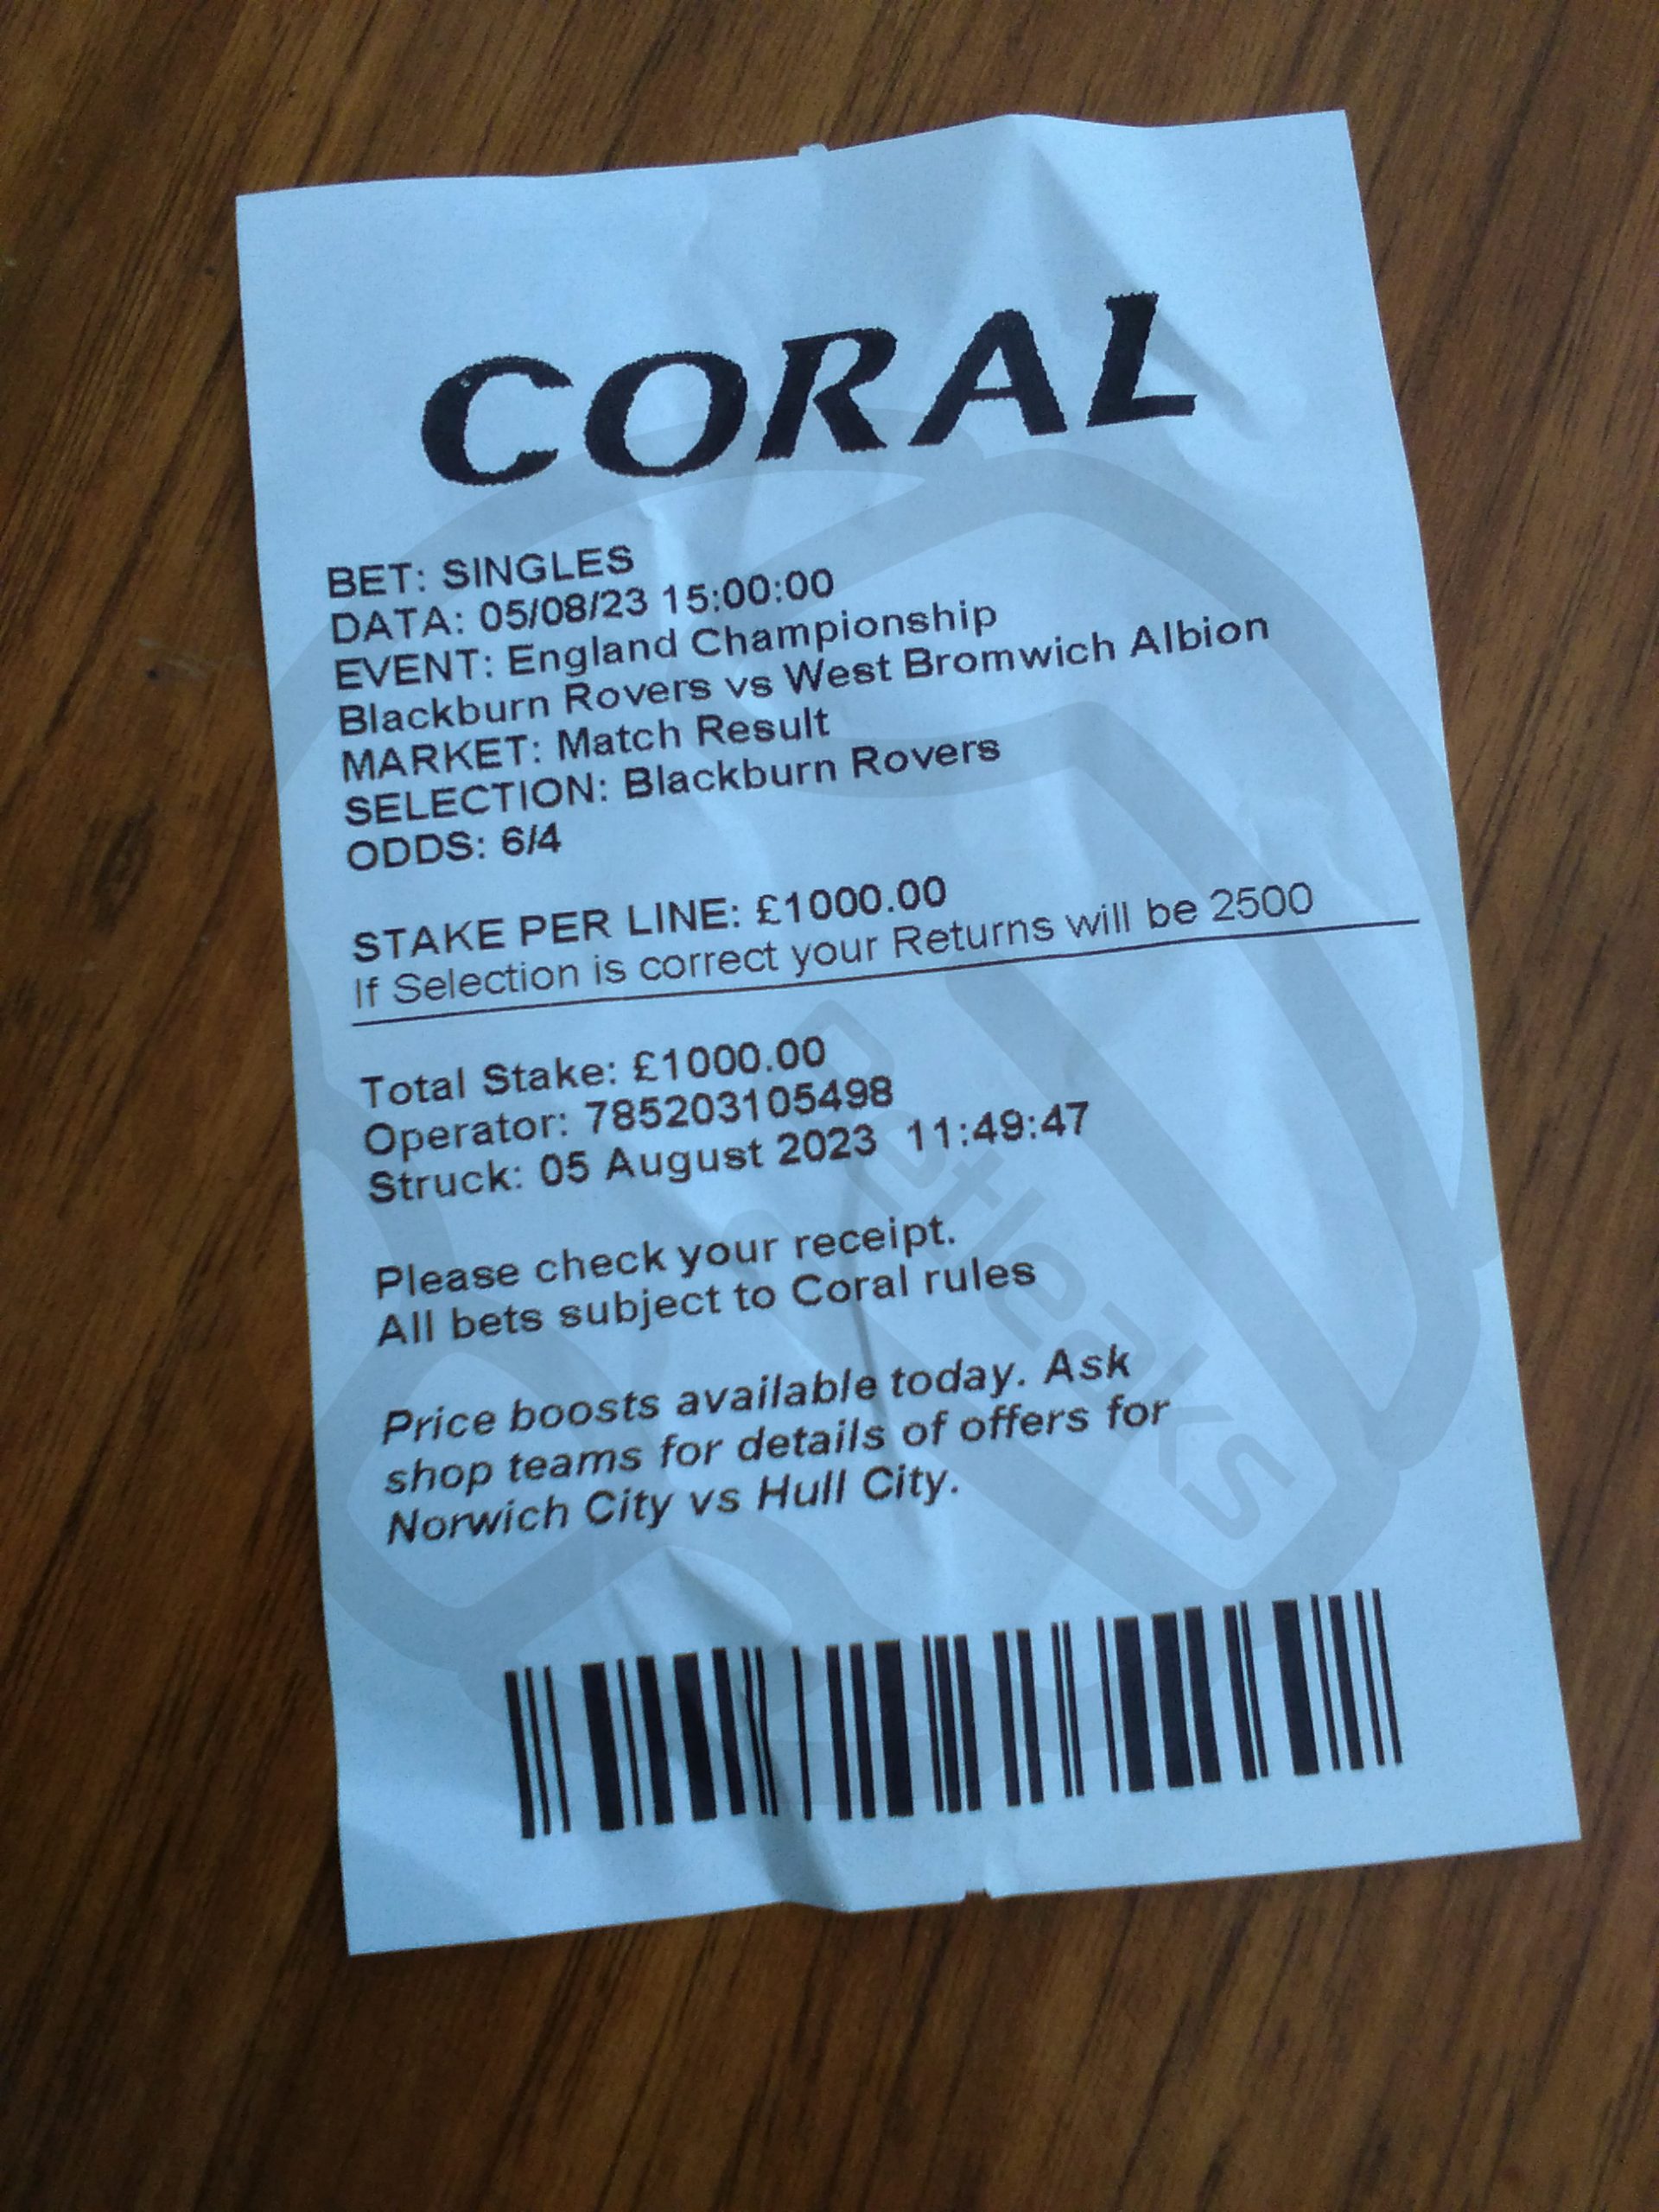 CORAL
BET: SINGLES
DATA: 05/08/23 15:00:00
EVENT: England Championship
Blackburn Rovers vs West Bromwich Albion
MARKET: Match Result
SELECTION: Blackburn Rovers
ODDS: 6/4
STAKE PER LINE: £1000.00
If Selection is correct your Returns will be 2500
Total Stake: £1000.00
Operator: 785203105498
Struck: 05 August 2023 11:49:47
Please check your receipt.
All bets subject to Coral rules
Price boosts available today. Ask
shop teams for details of offers for
Norwich City vs Hull City.
Betleaks